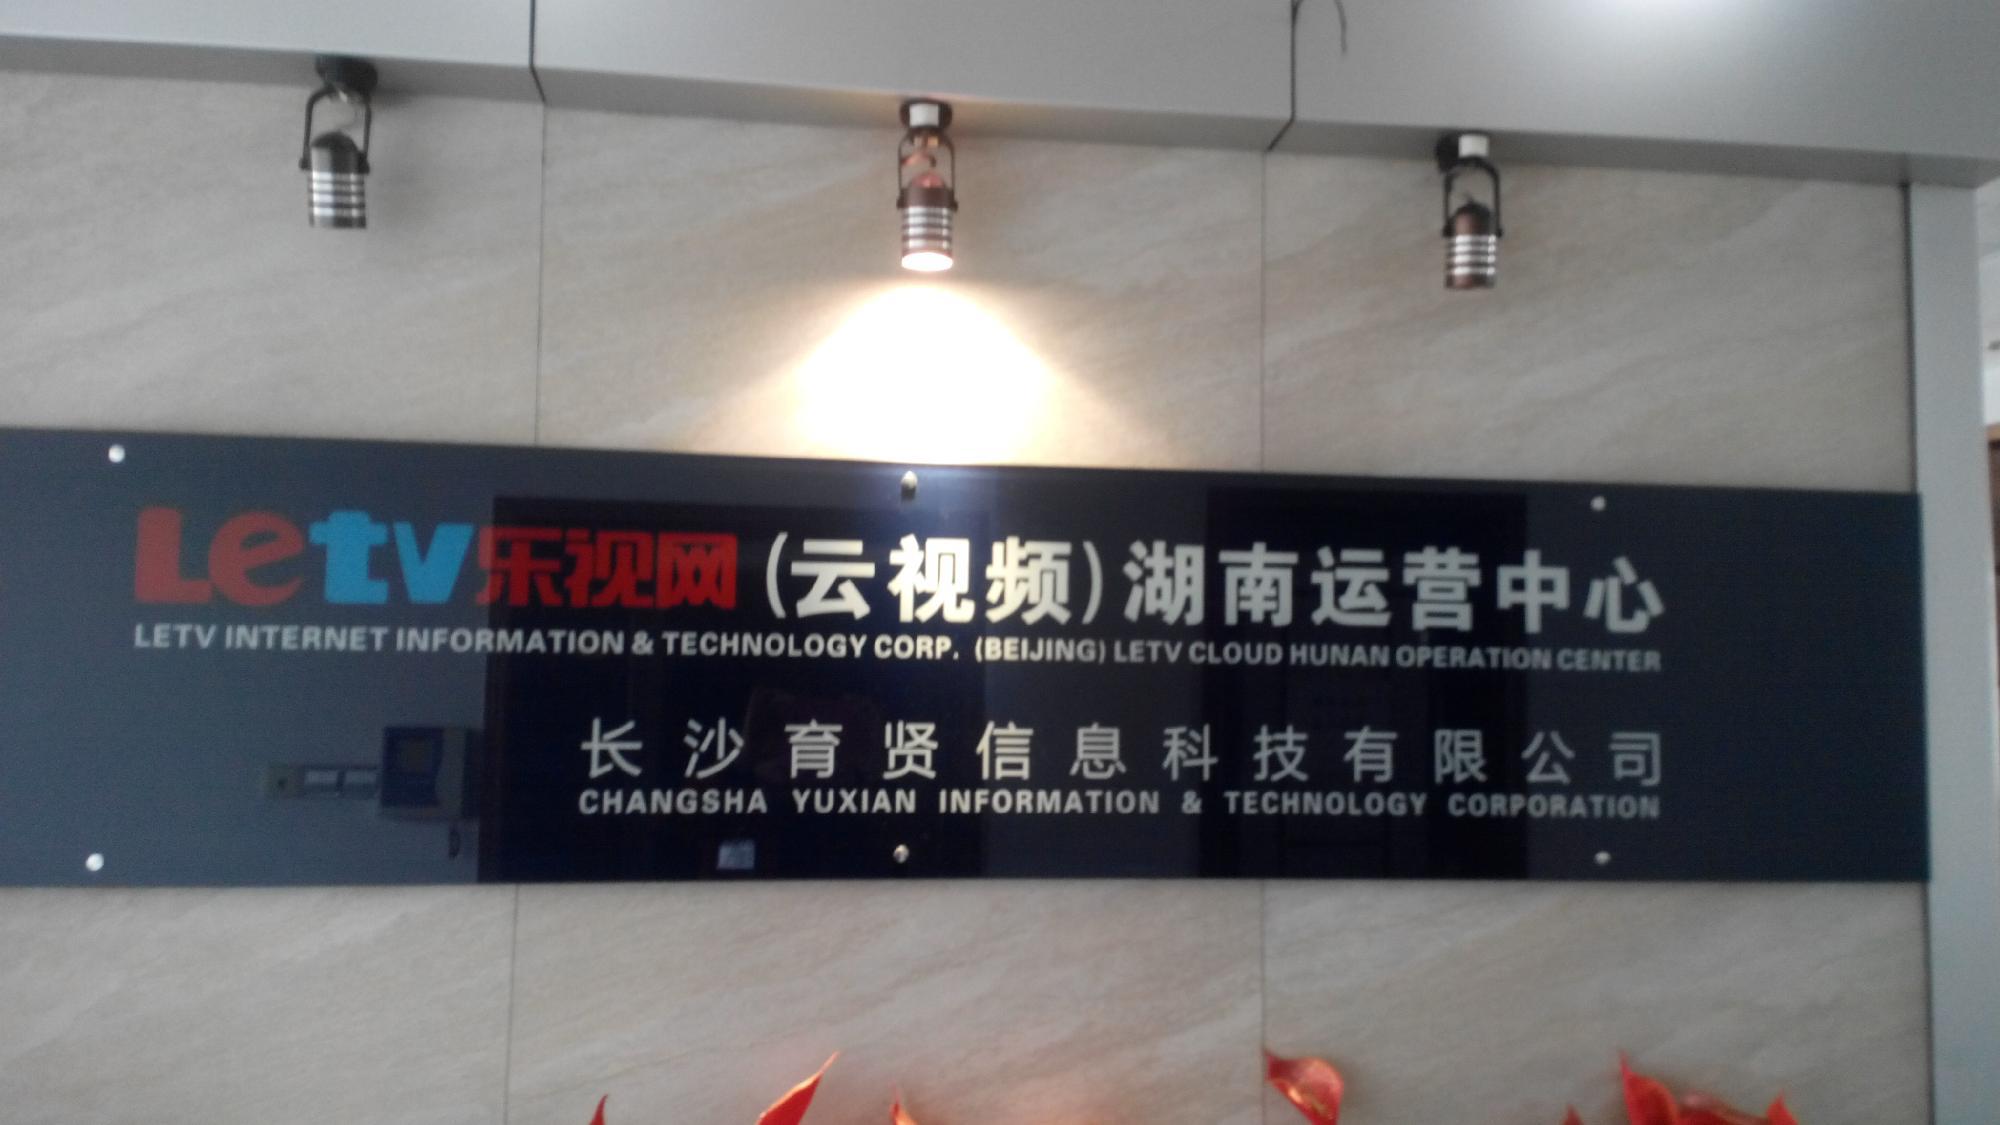 Letv乐视网(云视频)湖南运营中心
LETV INTERNET INFORMATION & TECHNOLOGY CORP. (BEIJING) LETV CLOUD HUNAN OPERATION CENTER
长沙育贤信息科技有限公司
CHANGSHA YUXIAN INFORMATION & TECHNOLOGY CORPORATION